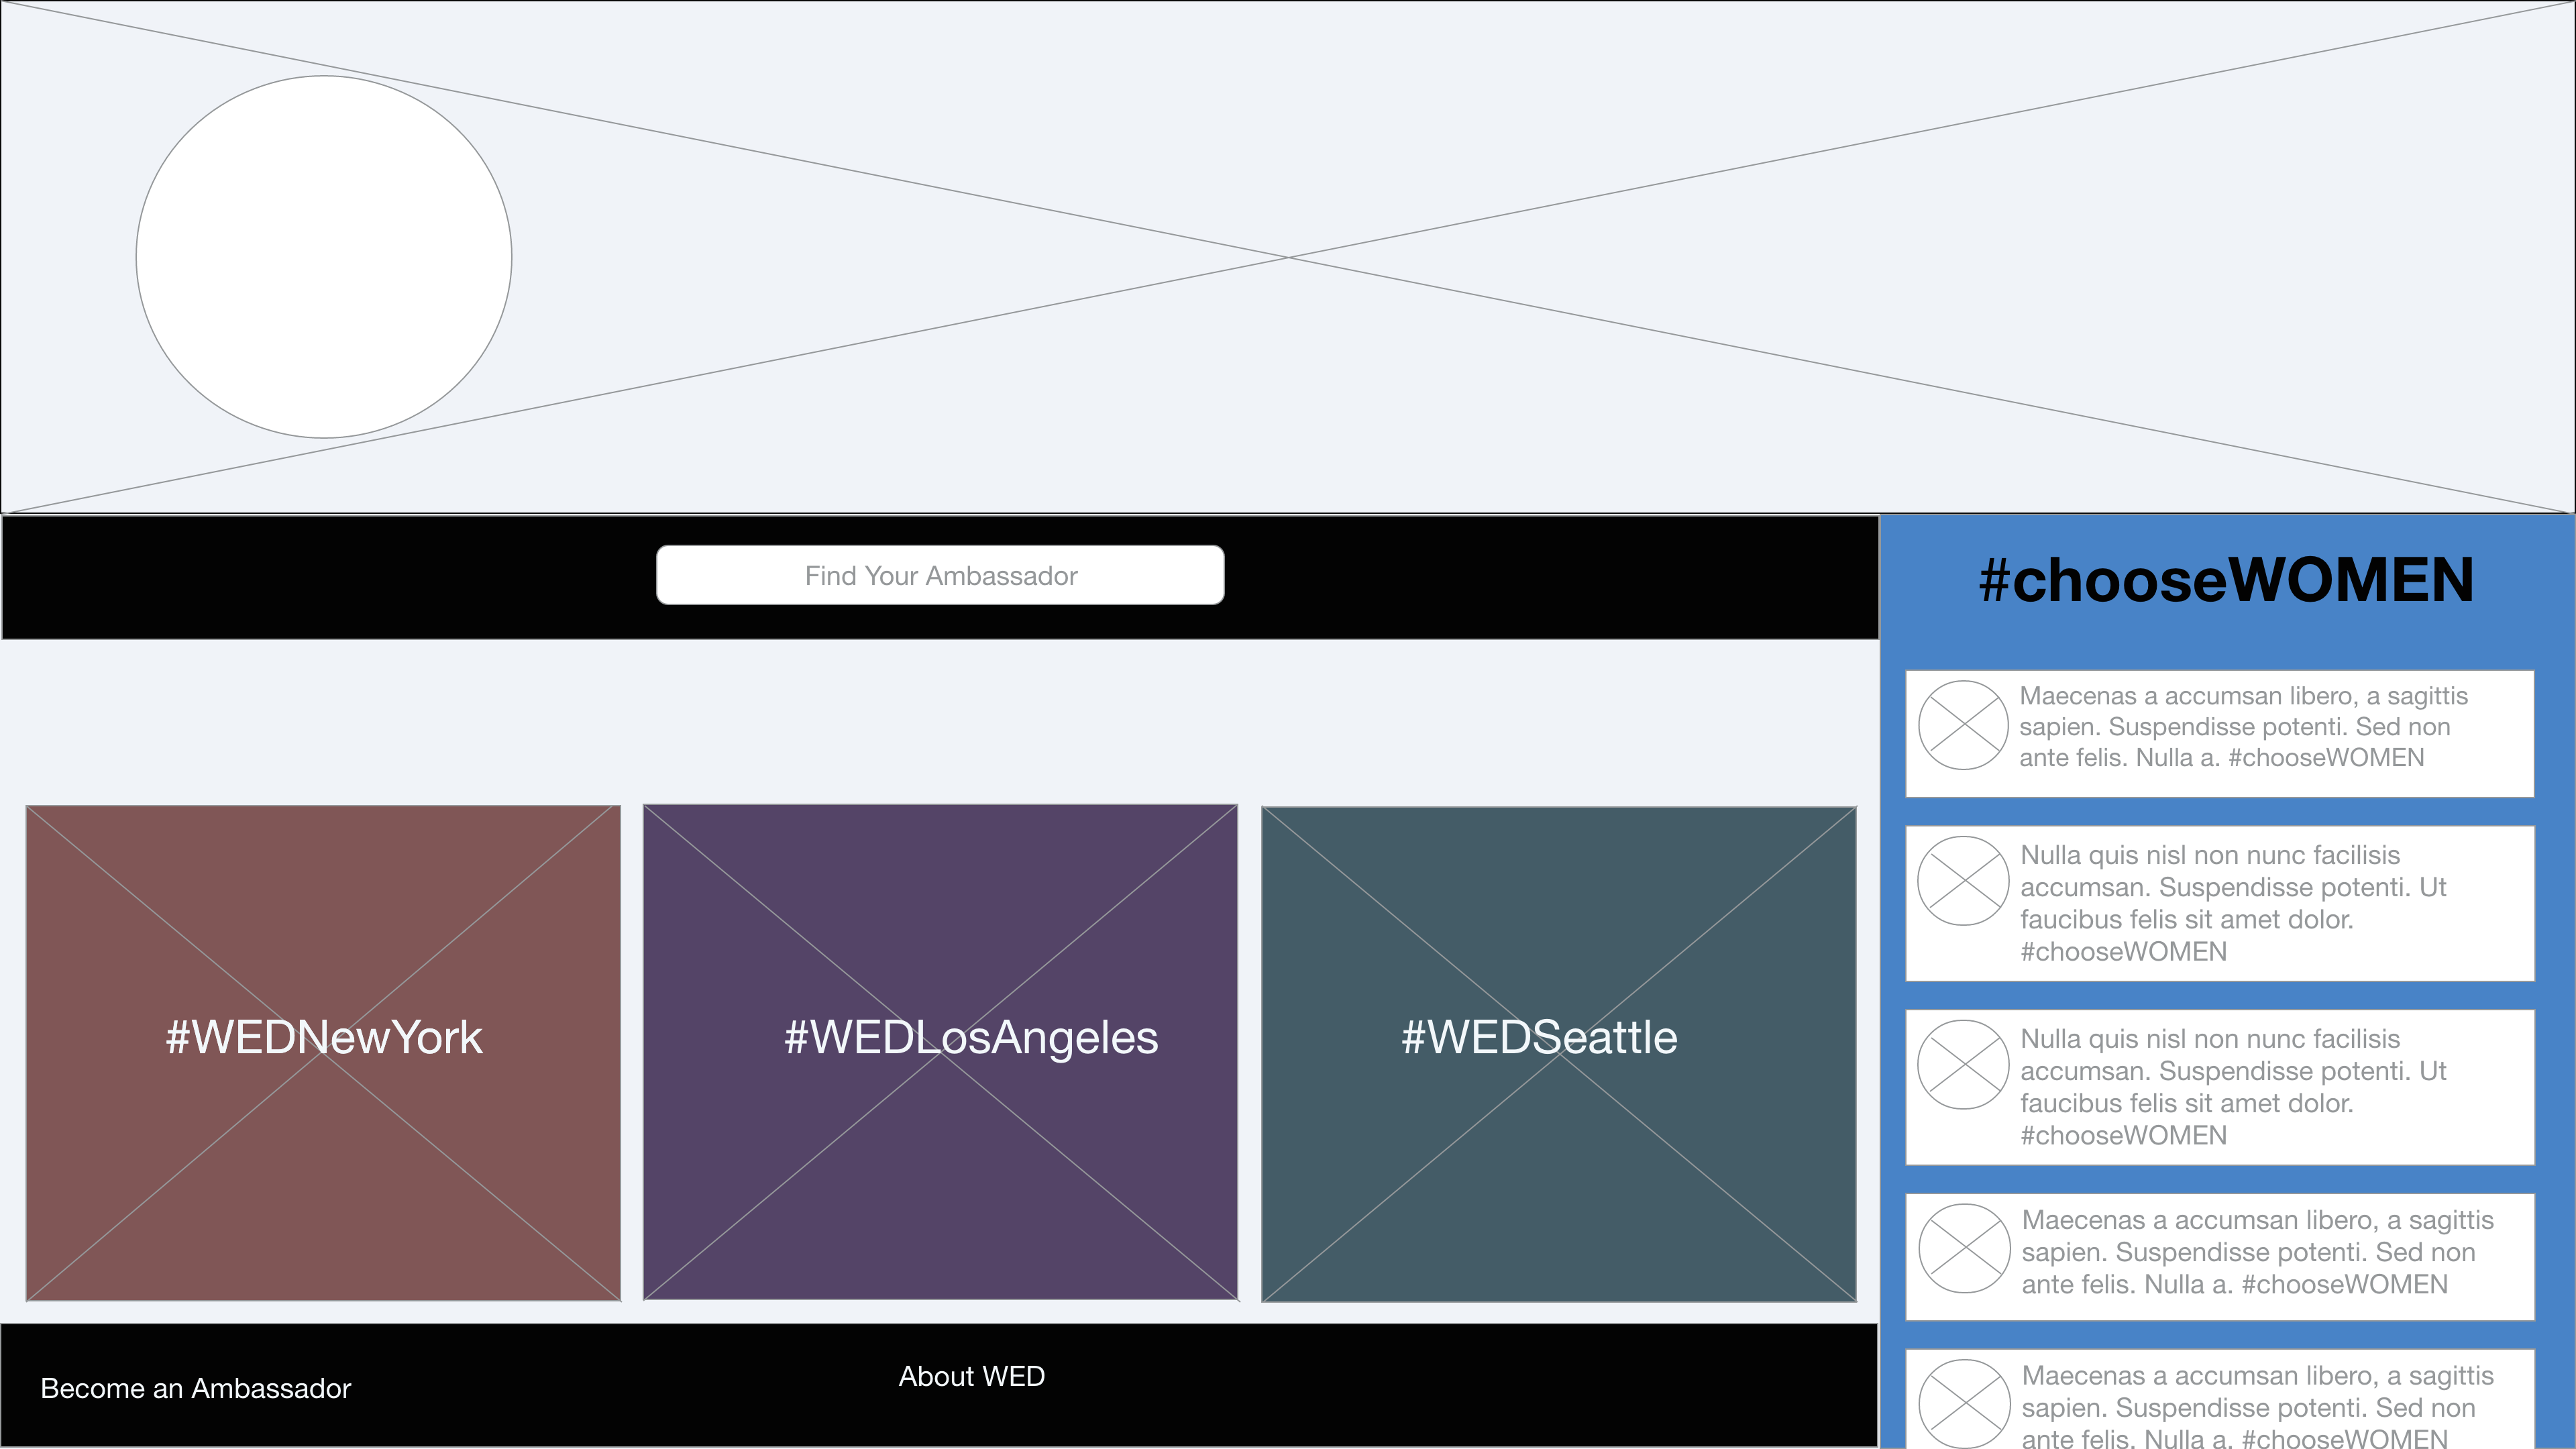 Find Your Ambassador
#WEDNewYork
#WEDLosAngeles
#WEDSeattle
Become an Ambassador
About WED
#chooseWOMEN
Maecenas a accumsan libero, a sagittis
sapien. Suspendisse potenti. Sed non
ante felis. Nulla a. #chooseWOMEN
Nulla quis nisl non nunc facilisis
accumsan. Suspendisse potenti. Ut
faucibus felis sit amet dolor.
#chooseWOMEN
Nulla quis nisl non nunc facilisis
accumsan. Suspendisse potenti. Ut
faucibus felis sit amet dolor.
#chooseWOMEN
Maecenas a accumsan libero, a sagittis
sapien. Suspendisse potenti. Sed non
ante felis. Nulla a. #chooseWOMEN
Maecenas a accumsan libero, a sagittis
sapien. Suspendisse potenti. Sed non
ante felis. Nulla a. #chooseWOMEN